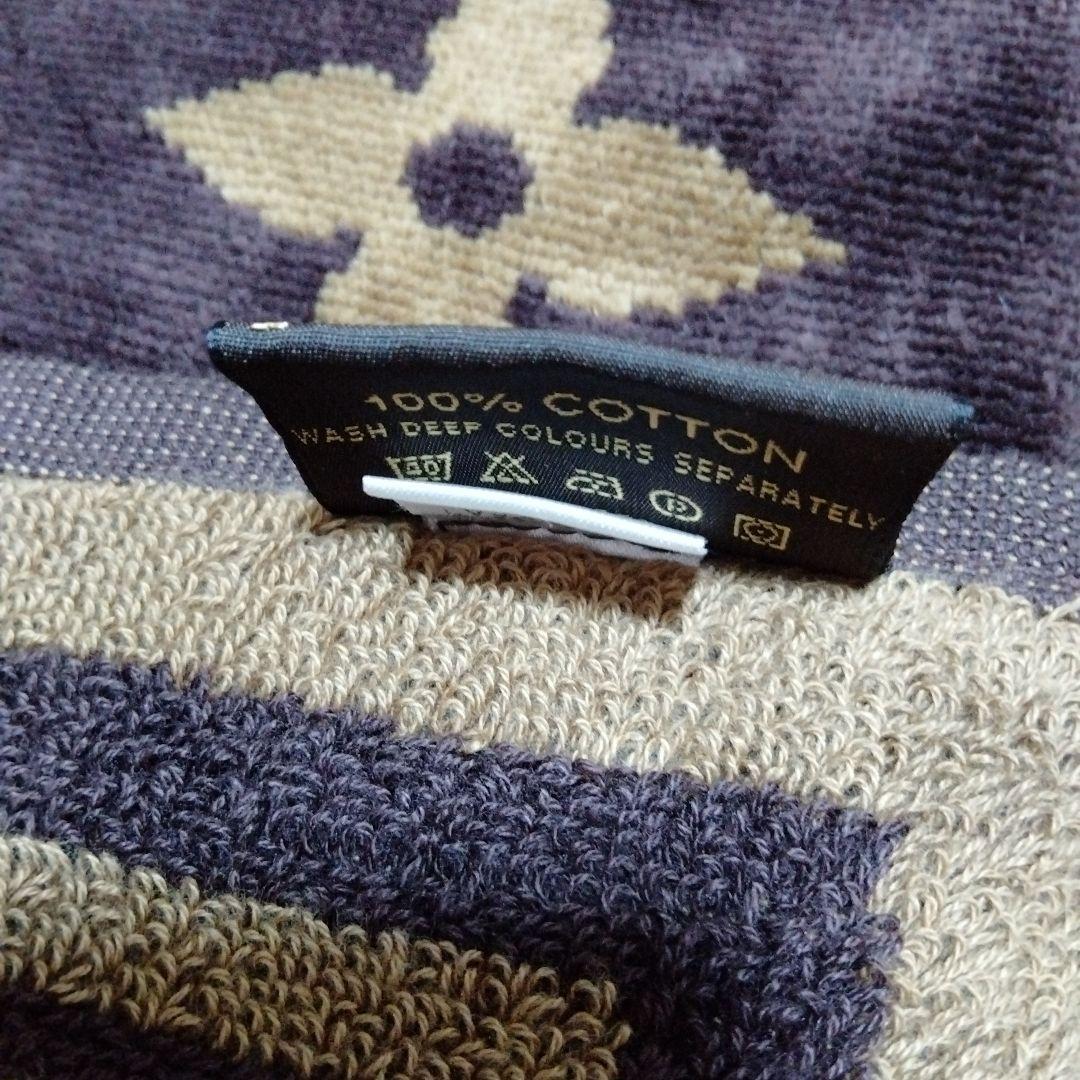 100% COTTON
WASH DEEP COLOURS SEPARATELY
P